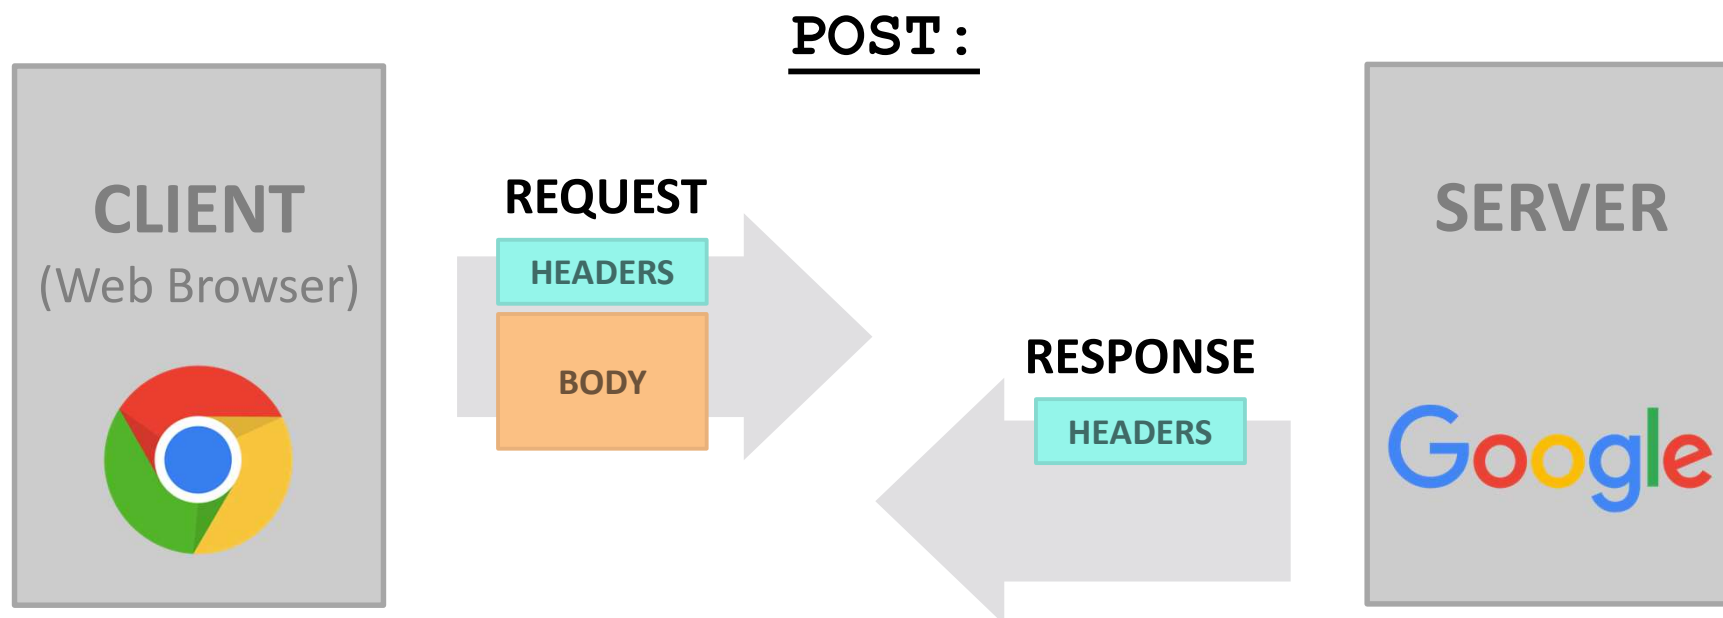 POST:
CLIENT
(Web Browser)
REQUEST
HEADERS
BODY
RESPONSE
HEADERS
SERVER
Google